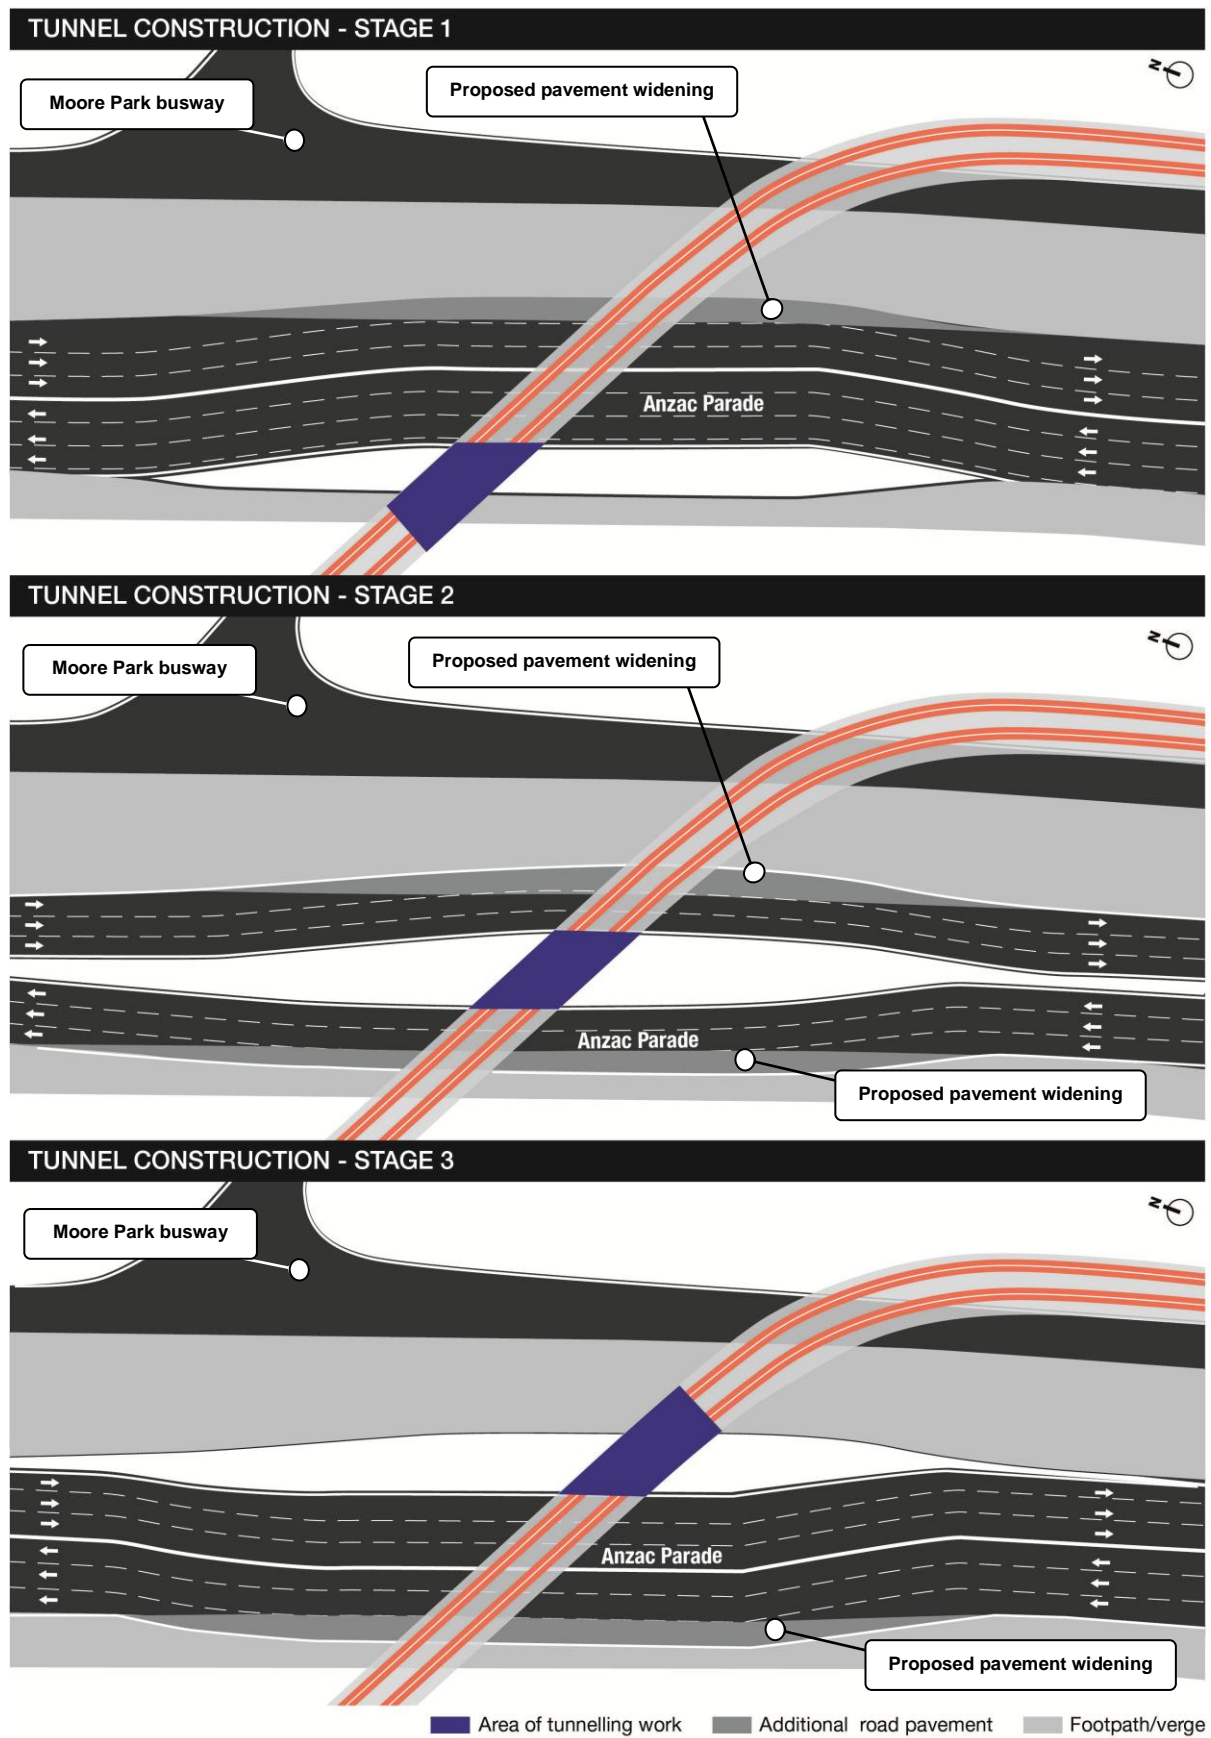 TUNNEL CONSTRUCTION - STAGE 1
N
Moore Park busway
Proposed pavement widening
Anzac Parade
TUNNEL CONSTRUCTION - STAGE 2
N
Moore Park busway
Proposed pavement widening
Anzac Parade
Proposed pavement widening
TUNNEL CONSTRUCTION - STAGE 3
N
Moore Park busway
Anzac Parade
Proposed pavement widening
Area of tunnelling work
Additional road pavement
Footpath/verge